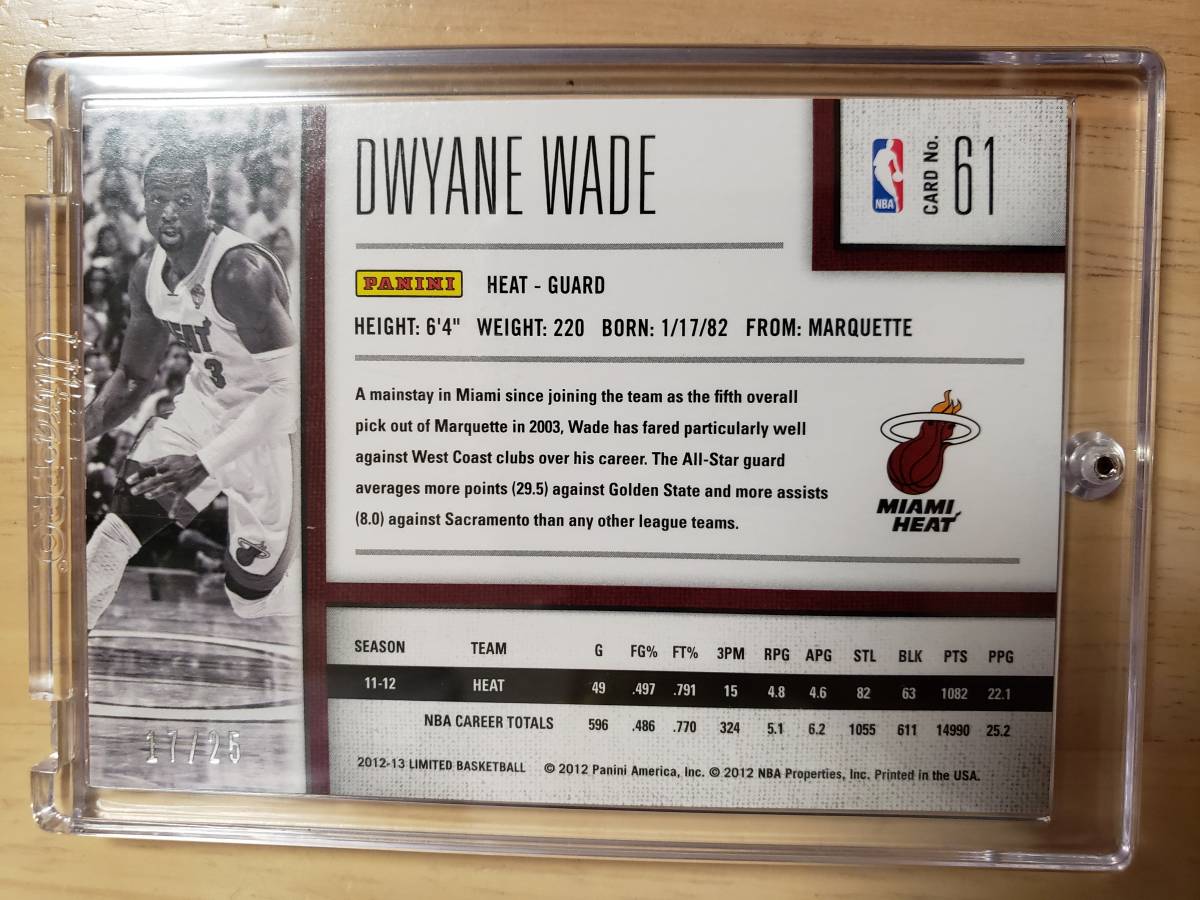 DWYANE WADE
NBA
CARD No.
61
PANINI
HEAT - GUARD
HEIGHT: 6'4" WEIGHT: 220 BORN: 1/17/82 FROM: MARQUETTE
A mainstay in Miami since joining the team as the fifth overall
pick out of Marquette in 2003, Wade has fared particularly well
against West Coast clubs over his career. The All-Star guard
averages more points (29.5) against Golden State and more assists
(8.0) against Sacramento than any other league teams.
MIAMI
HEAT
SEASON TEAM G FG% FT% 3PM RPG APG STL BLK PTS PPG
11-12 HEAT 49 .497 .791 15 4.8 4.6 82 63 1082 22.1
NBA CAREER TOTALS 596 .486 .770 324 5.1 6.2 1055 611 14990 25.2
2012-13 LIMITED BASKETBALL © 2012 Panini America, Inc. © 2012 NBA Properties, Inc. Printed in the USA.
HEAT
3
17/25
Ultra·PRO®